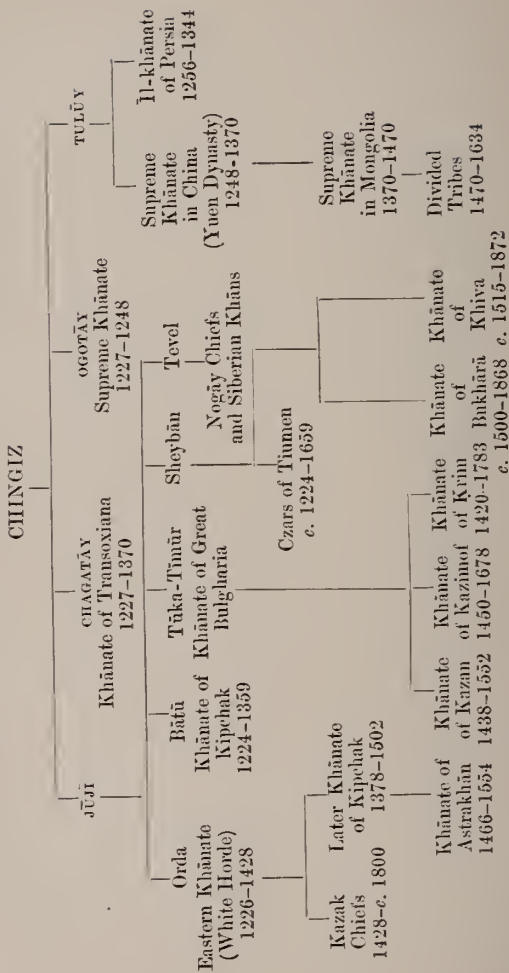 CHINGIZ
JŪJĪ
CHAGATĀY
Khānate of Transoxiana
1227–1370
OGOTĀY
Supreme Khānate
1227–1248
TULŪY
Orda
Eastern Khānate
(White Horde)
1226–1428
Bātū
Khānate of
Kipchak
1224–1359
Tūka-Tīmūr
Khānate of Great
Bulgharia
Sheybān
Tevel
Nogāy Chiefs
and Siberian Khāns
Supreme
Khānate
in China
(Yuen Dynasty)
1248-1370
Īl-khānate
of Persia
1256–1344
Czars of Tiumen
c. 1224–1659
Supreme
Khānate
in Mongolia
1370–1470
Kazak
Chiefs
1428–c. 1800
Later Khānate
of Kipchak
1378–1502
Khānate of
Astrakhān
1466–1554
Khānate
of Kazan
1438–1552
Khānate
of Kazimof
1450–1678
Khānate
of Krim
1420–1783
Khānate
of
Bukhārā
c. 1500–1868
Khānate
of
Khiva
c. 1515–1872
Divided
Tribes
1470–1634